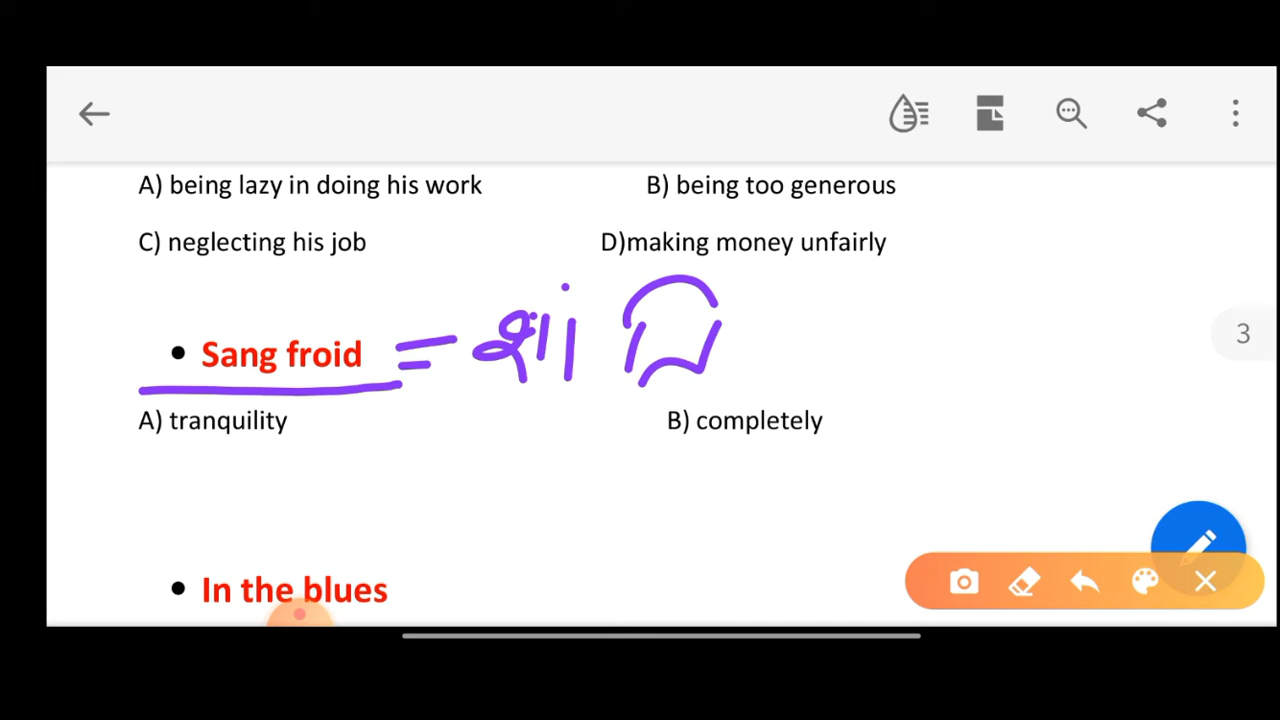 A) being lazy in doing his work B) being too generous
C) neglecting his job D)making money unfairly
• Sang froid =
3
A) tranquility B) completely
• In the blues